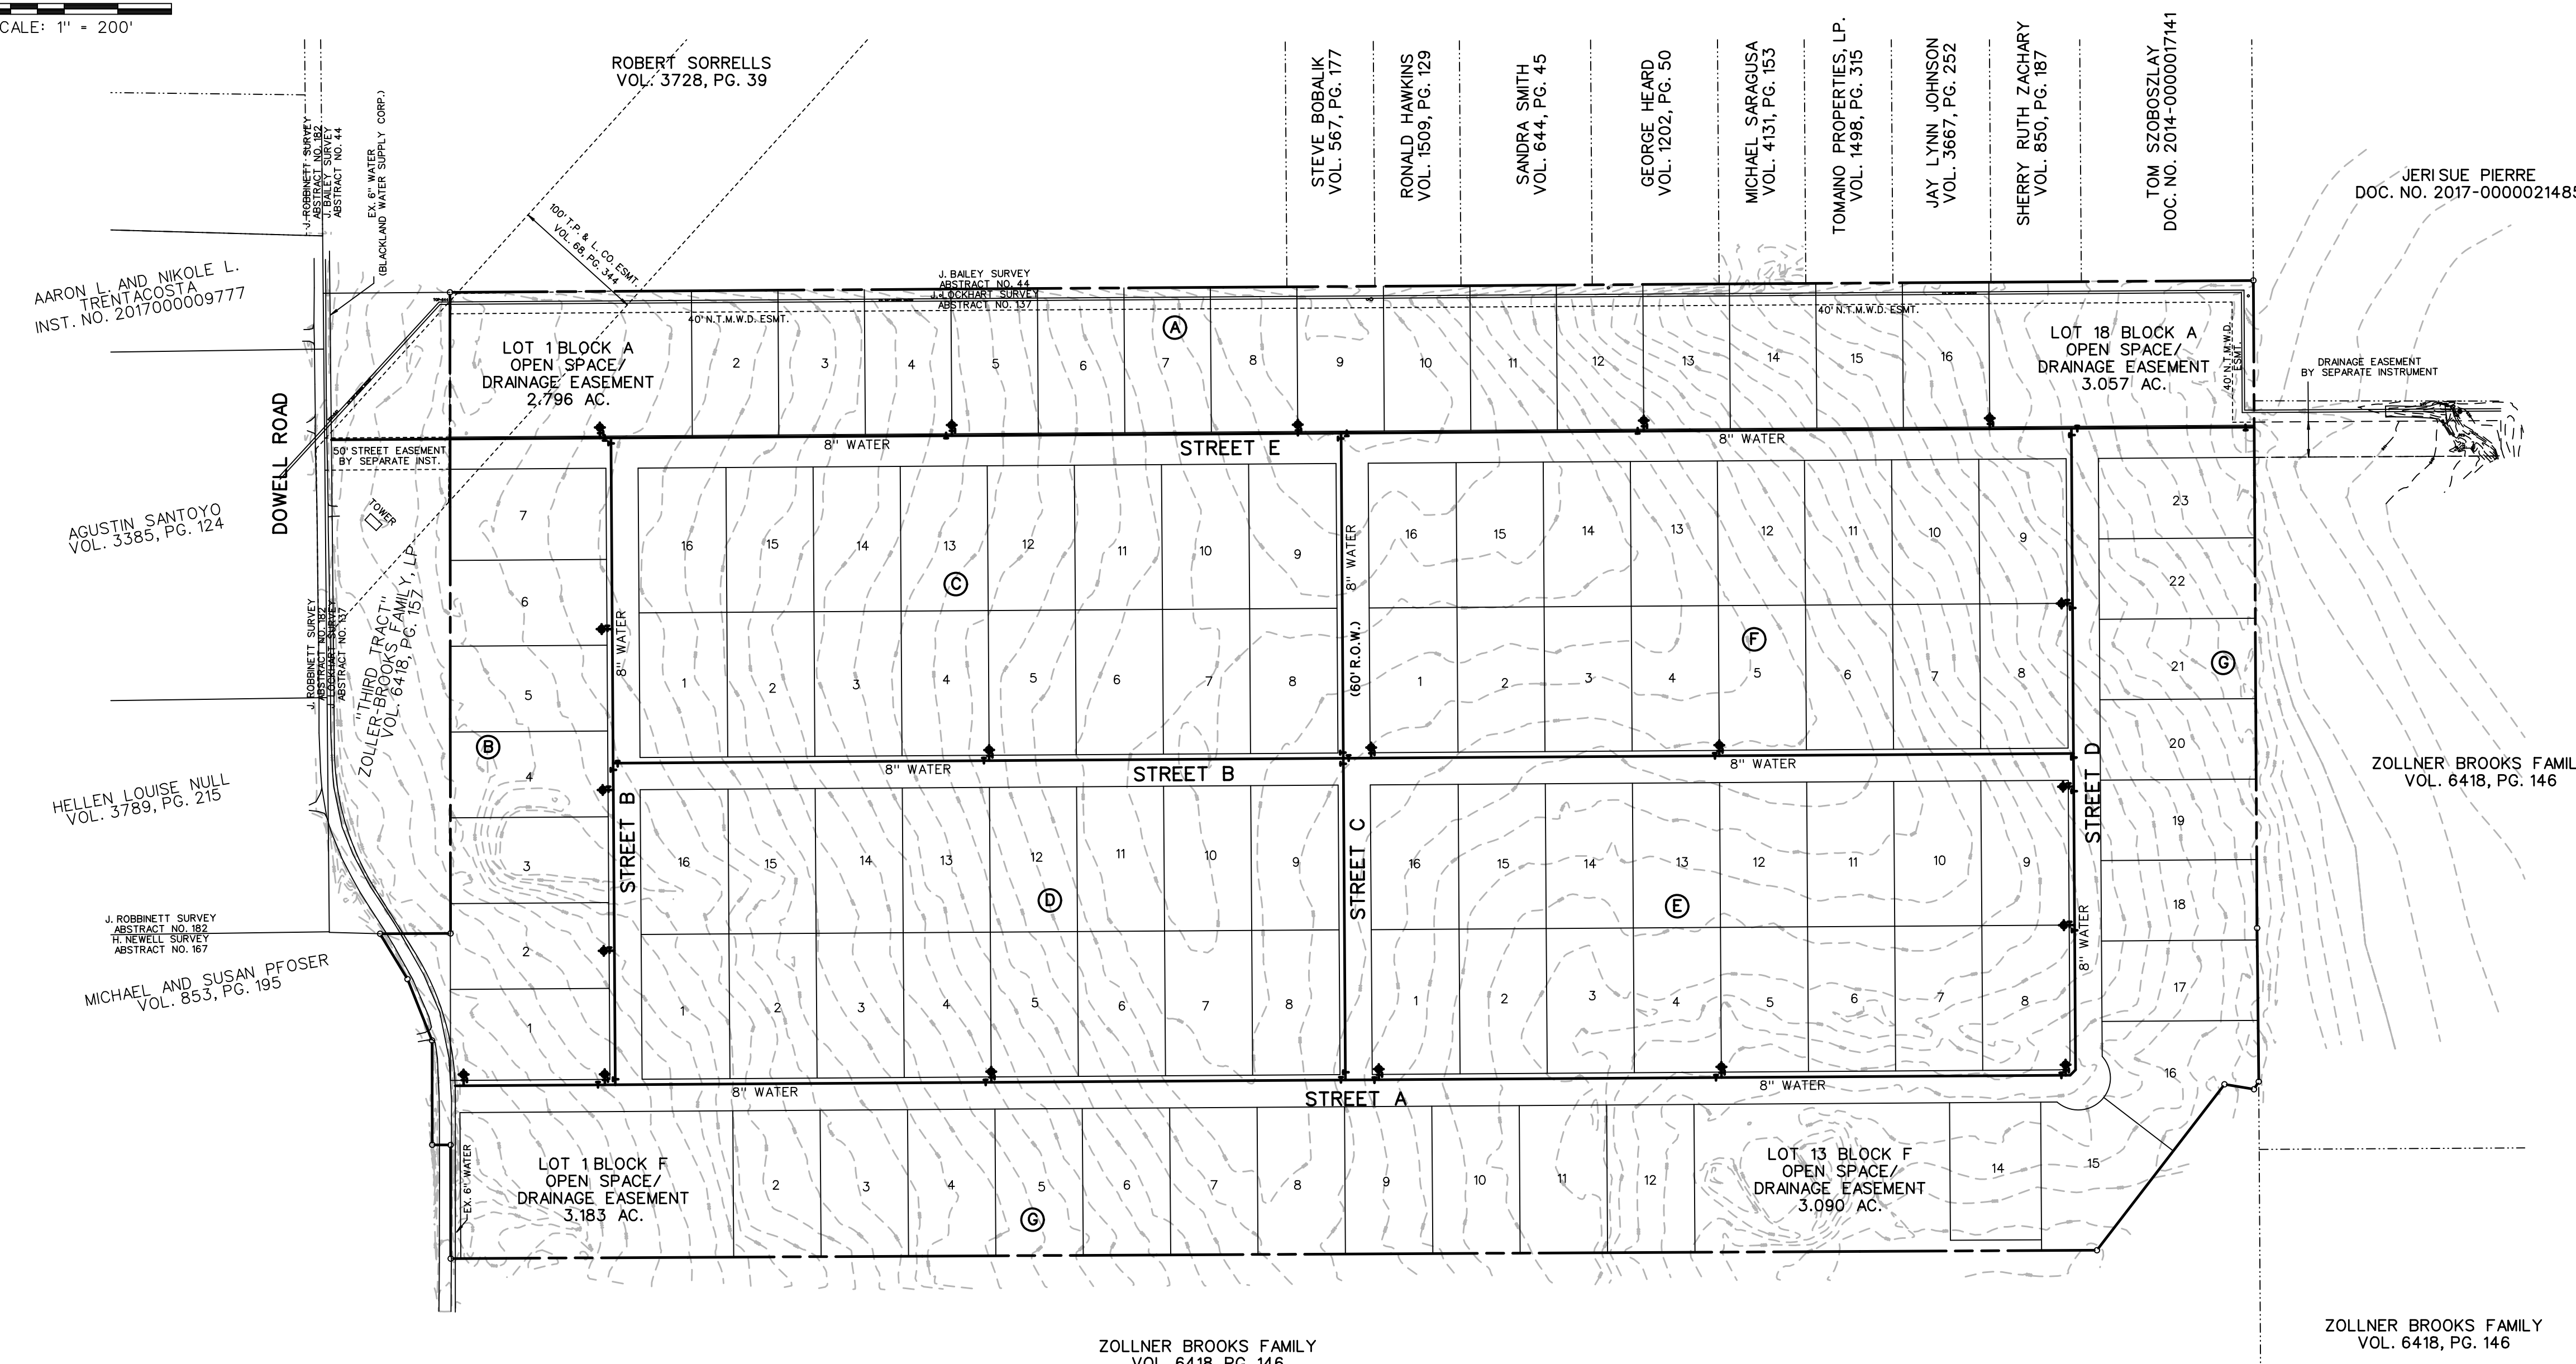 CALE: 1" = 200'
ROBERT SORRELLS
VOL. 3728, PG. 39
STEVE BOBALIK
VOL. 567, PG. 177
RONALD HAWKINS
VOL. 1509, PG. 129
SANDRA SMITH
VOL. 644, PG. 45
GEORGE HEARD
VOL. 1202, PG. 50
MICHAEL SARAGUSA
VOL. 4131, PG. 153
TOMAINO PROPERTIES, LP.
VOL. 1498, PG. 315
JAY LYNN JOHNSON
VOL. 3667, PG. 252
SHERRY RUTH ZACHARY
VOL. 850, PG. 187
TOM SZOBOSZLAY
DOC. NO. 2014-0000017141
JERI SUE PIERRE
DOC. NO. 2017-0000021485
J. ROBBINETT SURVEY
ABSTRACT NO. 182
J. BAILEY SURVEY
ABSTRACT NO. 44
EX. 6" WATER
(BLACKLAND WATER SUPPLY CORP.)
100' T.P. & L. CO. ESMT.
VOL. 68, PG. 344
AARON L. AND NIKOLE L.
TRENTACOSTA
INST. NO. 201700009777
J. BAILEY SURVEY
ABSTRACT NO. 44
J. LOCKHART SURVEY
ABSTRACT NO. 137
40' N.T.M.W.D. ESMT.
40' N.T.M.W.D. ESMT.
40' N.T.M.W.D.
ESMT.
A
LOT 1 BLOCK A
OPEN SPACE/
DRAINAGE EASEMENT
2.796 AC.
2 3 4 5 6 7 8 9 10 11 12 13 14 15 16
LOT 18 BLOCK A
OPEN SPACE/
DRAINAGE EASEMENT
3.057 AC.
DRAINAGE EASEMENT
BY SEPARATE INSTRUMENT
DOWELL ROAD
50' STREET EASEMENT
BY SEPARATE INST.
8" WATER
STREET E
8" WATER
TOWER
AGUSTIN SANTOYO
VOL. 3385, PG. 124
J. ROBBINETT SURVEY
ABSTRACT NO. 182
J. LOCKHART SURVEY
ABSTRACT NO. 137
"THIRD TRACT"
ZOLLER-BROOKS FAMILY, LP
VOL. 6418, PG. 157
7
6
5
B
4
3
2
1
8" WATER
STREET B
16 15 14 13 12 11 10 9
C
1 2 3 4 5 6 7 8
8" WATER
(60' R.O.W.)
16 15 14 13 12 11 10 9
F
1 2 3 4 5 6 7 8
23
22
21
G
20
19
18
17
16
8" WATER
STREET B
8" WATER
STREET D
8" WATER
HELLEN LOUISE NULL
VOL. 3789, PG. 215
ZOLLNER BROOKS FAMIL
VOL. 6418, PG. 146
J. ROBBINETT SURVEY
ABSTRACT NO. 182
H. NEWELL SURVEY
ABSTRACT NO. 167
MICHAEL AND SUSAN PFOSER
VOL. 853, PG. 195
16 15 14 13 12 11 10 9
D
1 2 3 4 5 6 7 8
STREET C
16 15 14 13 12 11 10 9
E
1 2 3 4 5 6 7 8
8" WATER
STREET A
8" WATER
EX. 6" WATER
LOT 1 BLOCK F
OPEN SPACE/
DRAINAGE EASEMENT
3.183 AC.
2 3 4 5 6 7 8 9 10 11 12
G
LOT 13 BLOCK F
OPEN SPACE/
DRAINAGE EASEMENT
3.090 AC.
14 15
ZOLLNER BROOKS FAMILY
VOL. 6418, PG. 146
ZOLLNER BROOKS FAMILY
VOL. 6418, PG. 146